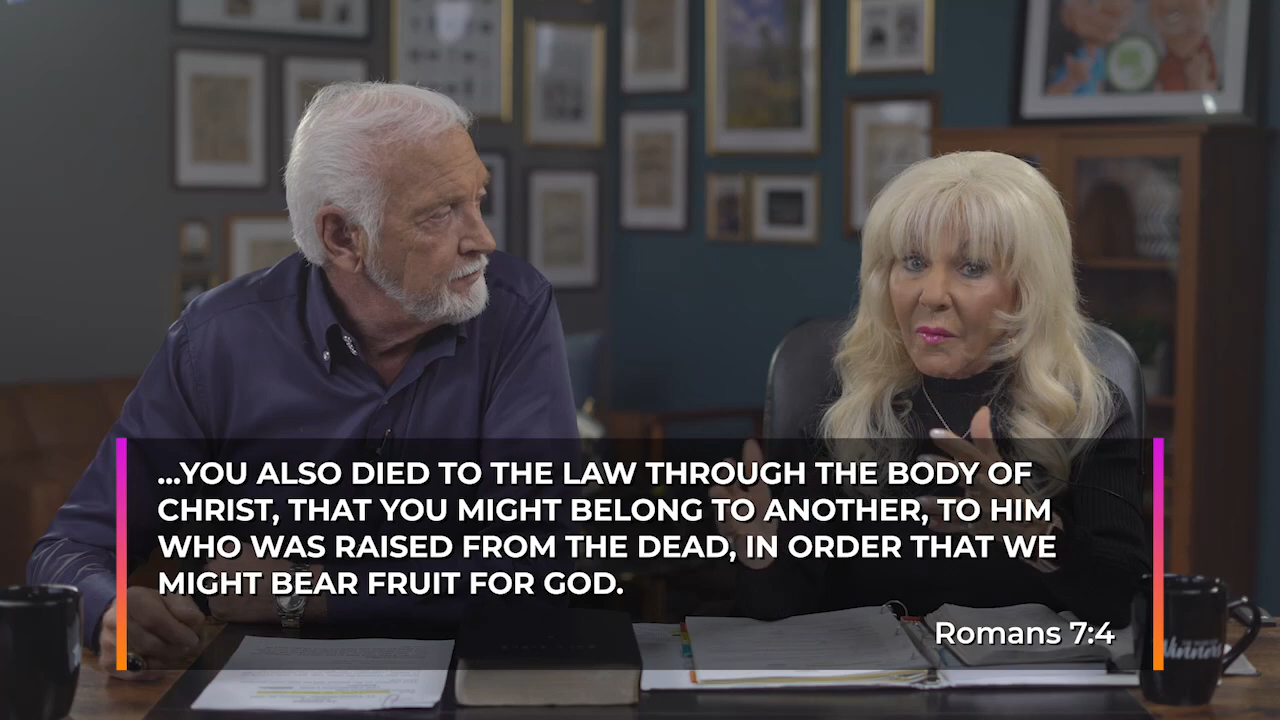 ...YOU ALSO DIED TO THE LAW THROUGH THE BODY OF
CHRIST, THAT YOU MIGHT BELONG TO ANOTHER, TO HIM
WHO WAS RAISED FROM THE DEAD, IN ORDER THAT WE
MIGHT BEAR FRUIT FOR GOD.
Romans 7:4
Winners